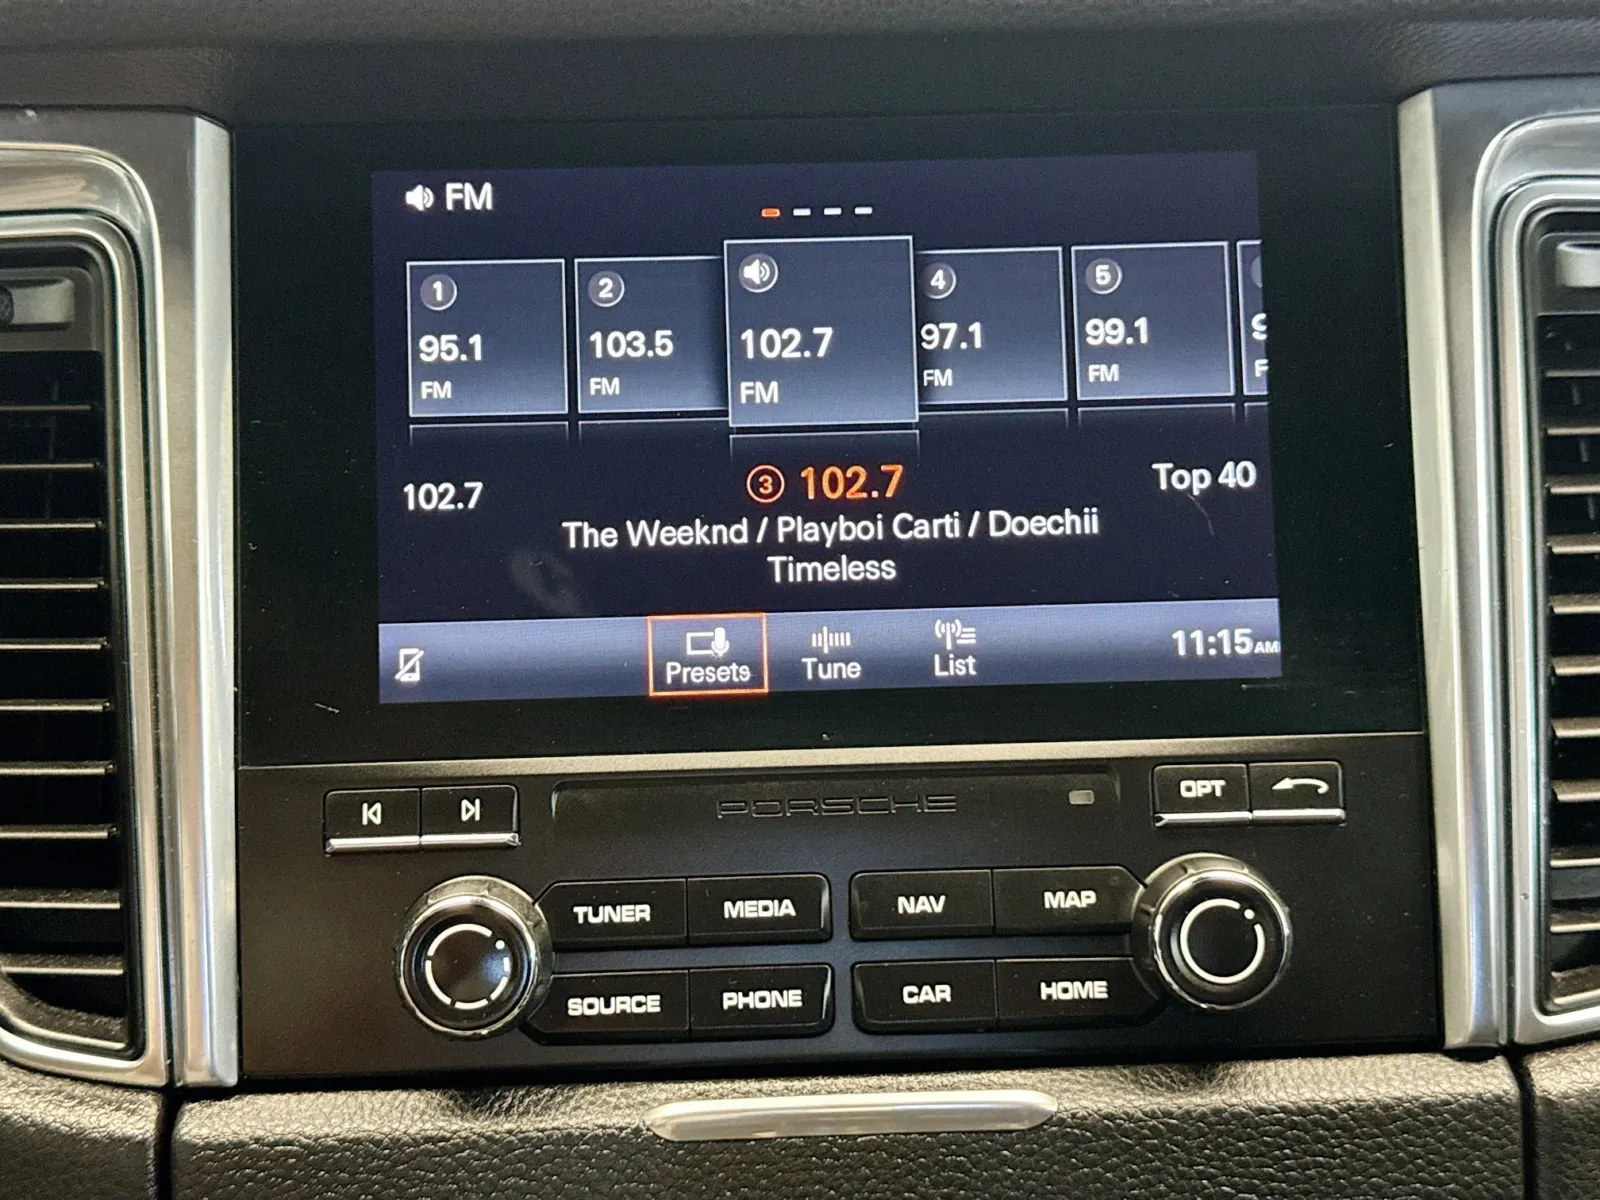 FM
1
95.1
FM
2
103.5
FM
102.7
FM
4
97.1
FM
5
99.1
FM
102.7
3 102.7
Top 40
The Weeknd / Playboi Carti / Doechii
Timeless
Presets
Tune
List
11:15AM
PORSCHE
OPT
TUNER
MEDIA
NAV
MAP
SOURCE
PHONE
CAR
HOME